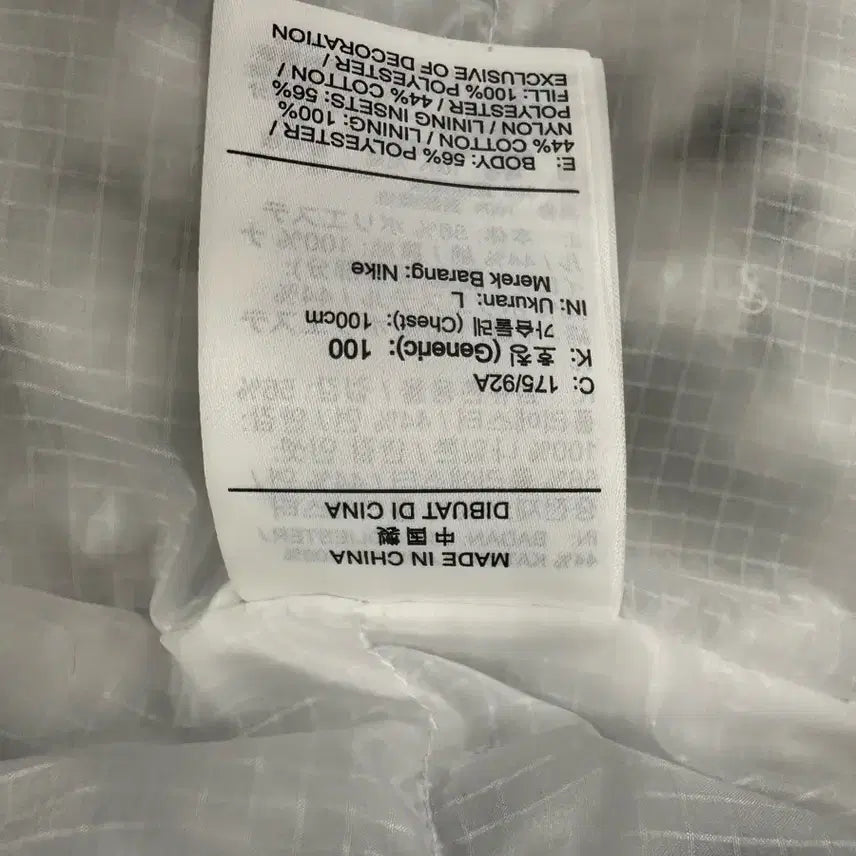 MADE IN CHINA
中国製
DIBUAT DI CINA
C: 175/92A
K: 호칭 (Generic): 100
가슴둘레 (Chest): 100cm
IN: Ukuran: L
Merek Barang: Nike
E: BODY: 56% POLYESTER /
44% COTTON / LINING: 100%
NYLON / LINING INSETS: 56%
POLYESTER / 44% COTTON /
FILL: 100% POLYESTER /
EXCLUSIVE OF DECORATION